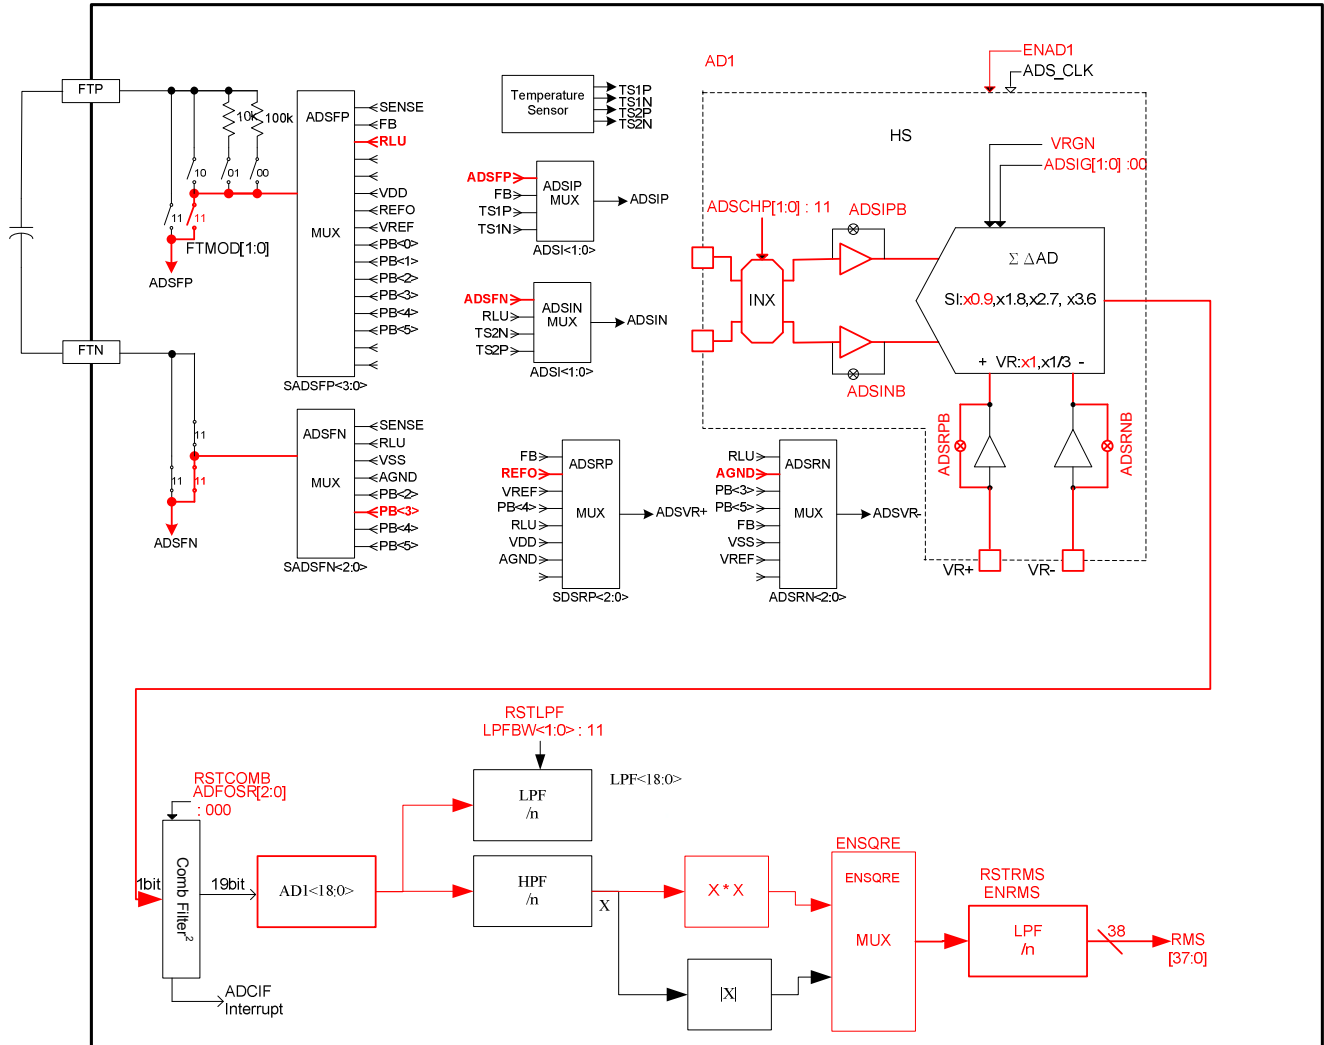 FTP
10k
100k
10
01
00
11
11
FTMOD[1:0]
ADSFP
FTN
11
11
11
ADSFN
ADSFP
MUX
SENSE
FB
RLU
VDD
REFO
VREF
PB<0>
PB<1>
PB<2>
PB<3>
PB<4>
PB<5>
SADSFP<3:0>
ADSFN
MUX
SENSE
RLU
VSS
AGND
PB<2>
PB<3>
PB<4>
PB<5>
SADSFN<2:0>
Temperature
Sensor
TS1P
TS1N
TS2P
TS2N
ADSFP
FB
TS1P
TS1N
ADSIP
MUX
ADSIP
ADSI<1:0>
ADSFN
RLU
TS2N
TS2P
ADSIN
MUX
ADSIN
ADSI<1:0>
FB
REFO
VREF
PB<4>
RLU
VDD
AGND
ADSRP
MUX
ADSVR+
SDSRP<2:0>
RLU
AGND
PB<3>
PB<5>
FB
VSS
VREF
ADSRN
MUX
ADSVR-
ADSRN<2:0>
AD1
ENAD1
ADS_CLK
HS
VRGN
ADSIG[1:0] :00
ADSCHP[1:0] : 11
ADSIPB
INX
ADSINB
Σ ΔAD
SI:x0.9,x1.8,x2.7, x3.6
+ VR:x1,x1/3 -
ADSRPB
ADSRNB
VR+
VR-
RSTLPF
LPFBW<1:0> : 11
LPF
/n
LPF<18:0>
RSTCOMB
ADFOSR[2:0]
: 000
1bit
Comb Filter2
19bit
AD1<18:0>
ADCIF
Interrupt
HPF
/n
X
X * X
|X|
ENSQRE
ENSQRE
MUX
RSTRMS
ENRMS
LPF
/n
38
RMS
[37:0]